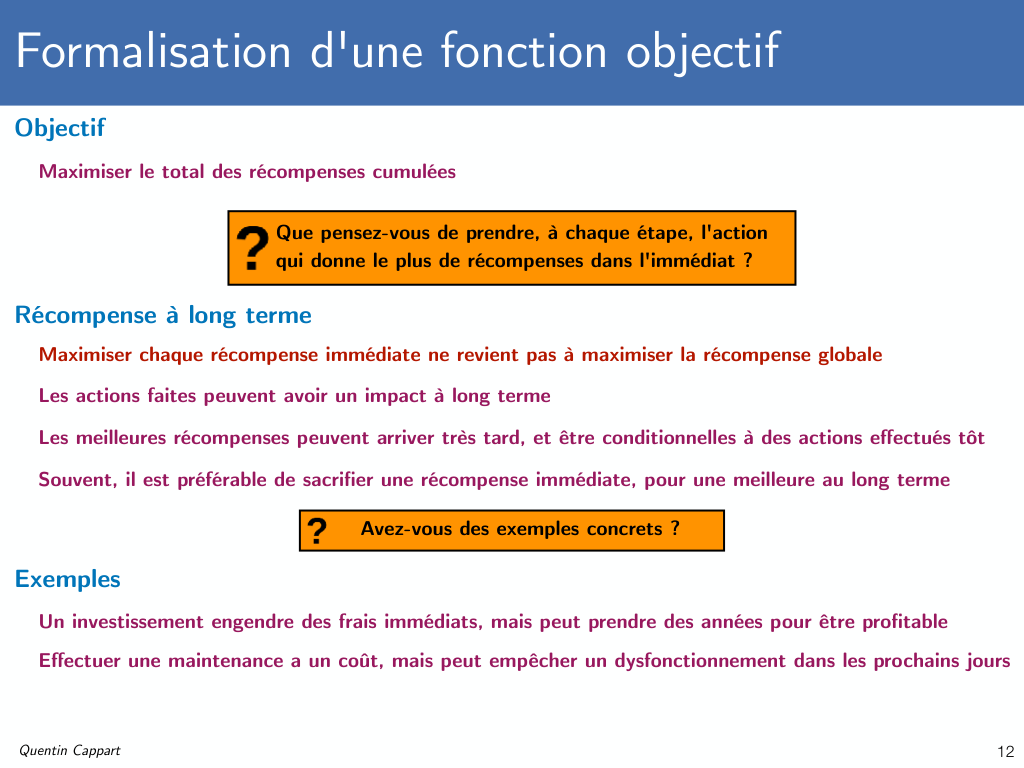 Formalisation d'une fonction objectif
Objectif
Maximiser le total des récompenses cumulées
? Que pensez-vous de prendre, à chaque étape, l'action
qui donne le plus de récompenses dans l'immédiat ?
Récompense à long terme
Maximiser chaque récompense immédiate ne revient pas à maximiser la récompense globale
Les actions faites peuvent avoir un impact à long terme
Les meilleures récompenses peuvent arriver très tard, et être conditionnelles à des actions effectués tôt
Souvent, il est préférable de sacrifier une récompense immédiate, pour une meilleure au long terme
? Avez-vous des exemples concrets ?
Exemples
Un investissement engendre des frais immédiats, mais peut prendre des années pour être profitable
Effectuer une maintenance a un coût, mais peut empêcher un dysfonctionnement dans les prochains jours
Quentin Cappart
12